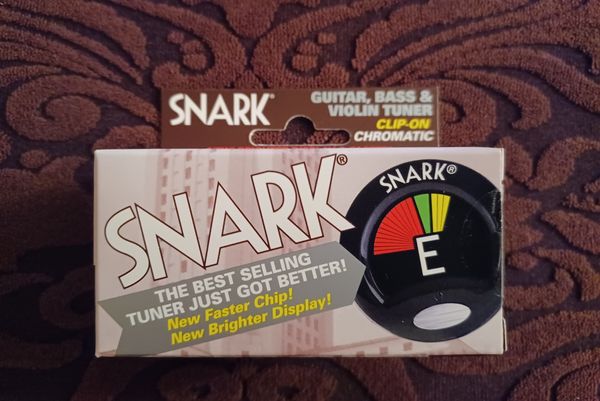 SNARK®
GUITAR, BASS &
VIOLIN TUNER
CLIP-ON
CHROMATIC
SNARK®
THE BEST SELLING
TUNER JUST GOT BETTER!
New Faster Chip!
New Brighter Display!
SNARK®
E